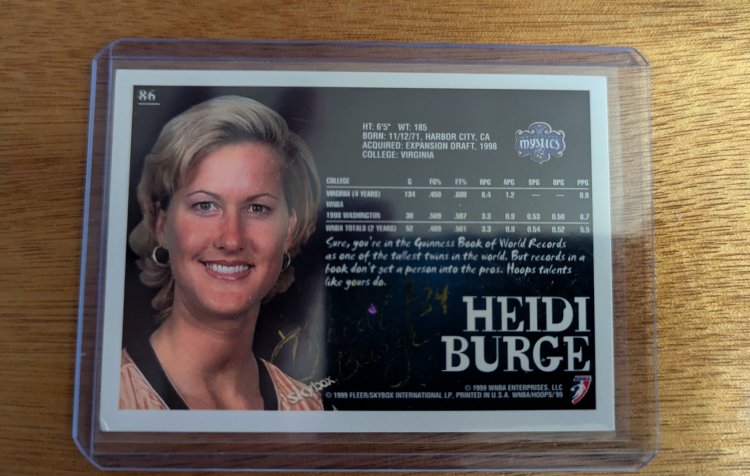 86
HT: 6'5" WT: 185
BORN: 11/12/71, HARBOR CITY, CA
ACQUIRED: EXPANSION DRAFT, 1998
COLLEGE: VIRGINIA
MYSTICS
COLLEGE G FG% FT% RPG APG SPG BPG PPG
VIRGINIA (4 YEARS) 134 .450 6.4 1.2 — — 8.9
WNBA
1998 WASHINGTON 30 .509 .507 3.3 0.9 0.53 0.50 6.7
WNBA TOTALS (2 YEARS) 52 3.3 0.8 0.54 0.52 5.5
Sure, you're in the Guinness Book of World Records
as one of the tallest twins in the world. But records in a
book don't get a person into the pros. Hoops talents
like yours do.
34
Heidi
Burge
HEIDI
BURGE
SKYBOX
© 1999 WNBA ENTERPRISES, LLC
© 1999 FLEER/SKYBOX INTERNATIONAL LP. PRINTED IN U.S.A. WNBA/HOOPS/'99